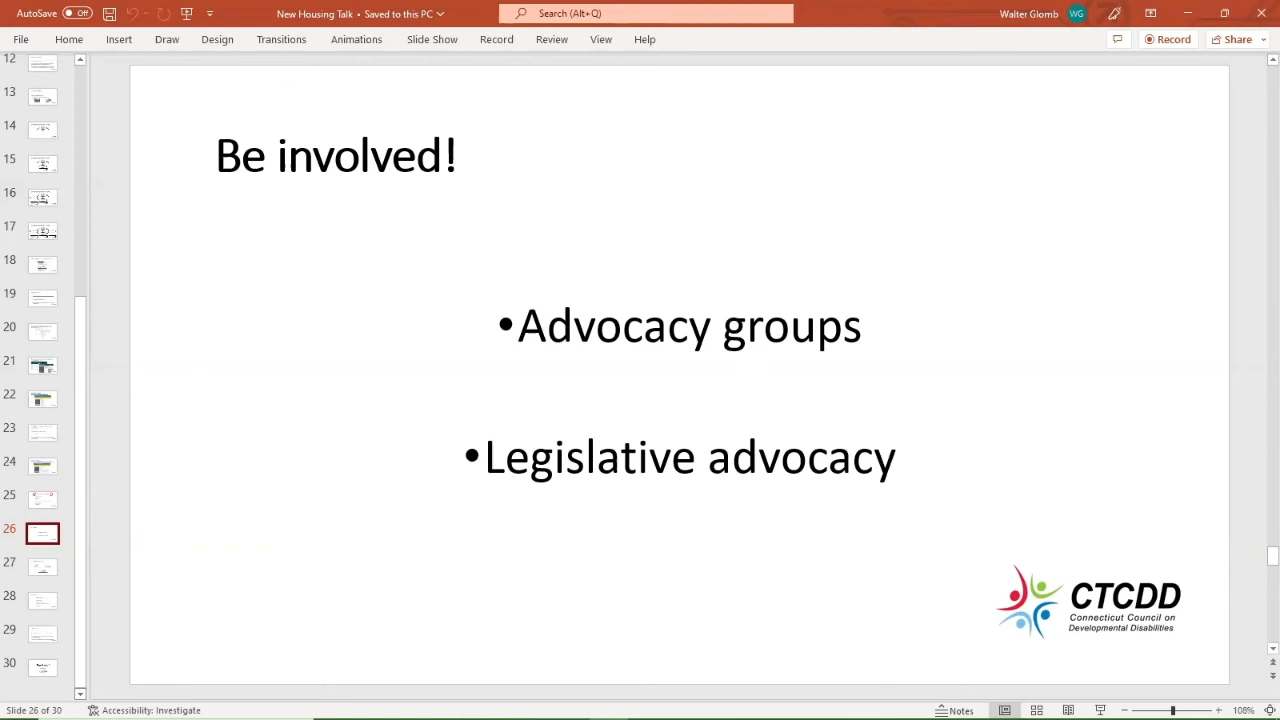 AutoSave Off New Housing Talk • Saved to this PC Search (Alt+Q) Walter Glomb WG
File Home Insert Draw Design Transitions Animations Slide Show Record Review View Help Record Share
12
13
14
15
16
17
18
19
20
21
22
23
24
25
26
27
28
29
30
Be involved!
•Advocacy groups
•Legislative advocacy
CTCDD
Connecticut Council on
Developmental Disabilities
Slide 26 of 30 Accessibility: Investigate Notes 108%